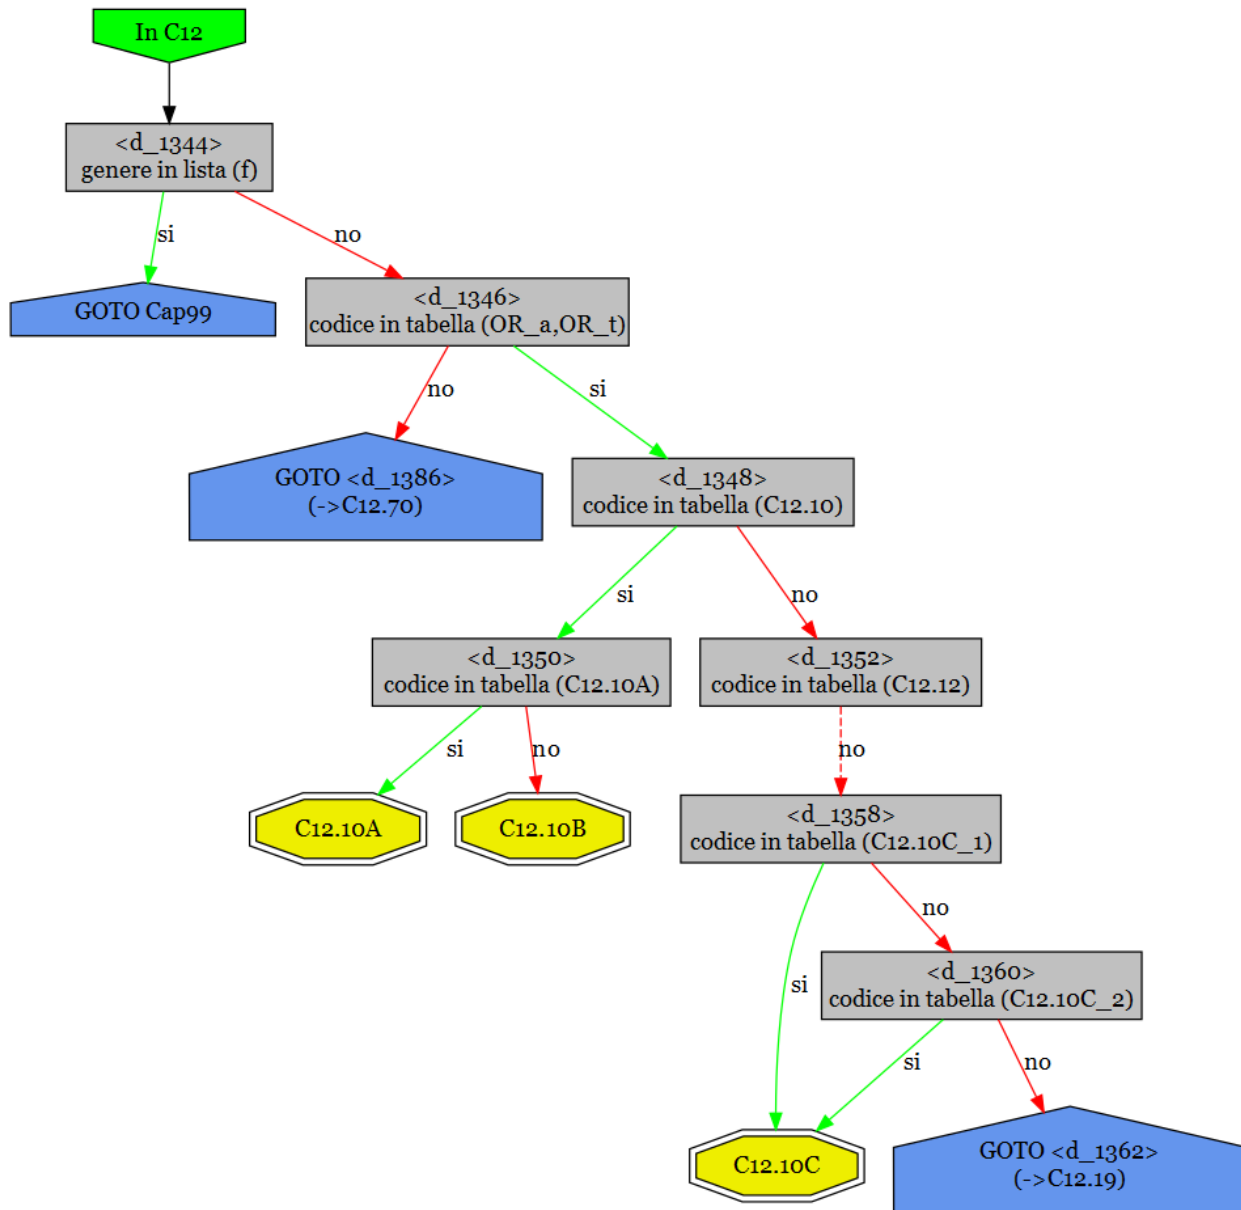 In C12
<d_1344>
genere in lista (f)
si
no
GOTO Cap99
<d_1346>
codice in tabella (OR_a,OR_t)
no
si
GOTO <d_1386>
(->C12.70)
<d_1348>
codice in tabella (C12.10)
si
no
<d_1350>
codice in tabella (C12.10A)
<d_1352>
codice in tabella (C12.12)
si
no
no
C12.10A
C12.10B
<d_1358>
codice in tabella (C12.10C_1)
no
si
<d_1360>
codice in tabella (C12.10C_2)
si
no
C12.10C
GOTO <d_1362>
(->C12.19)